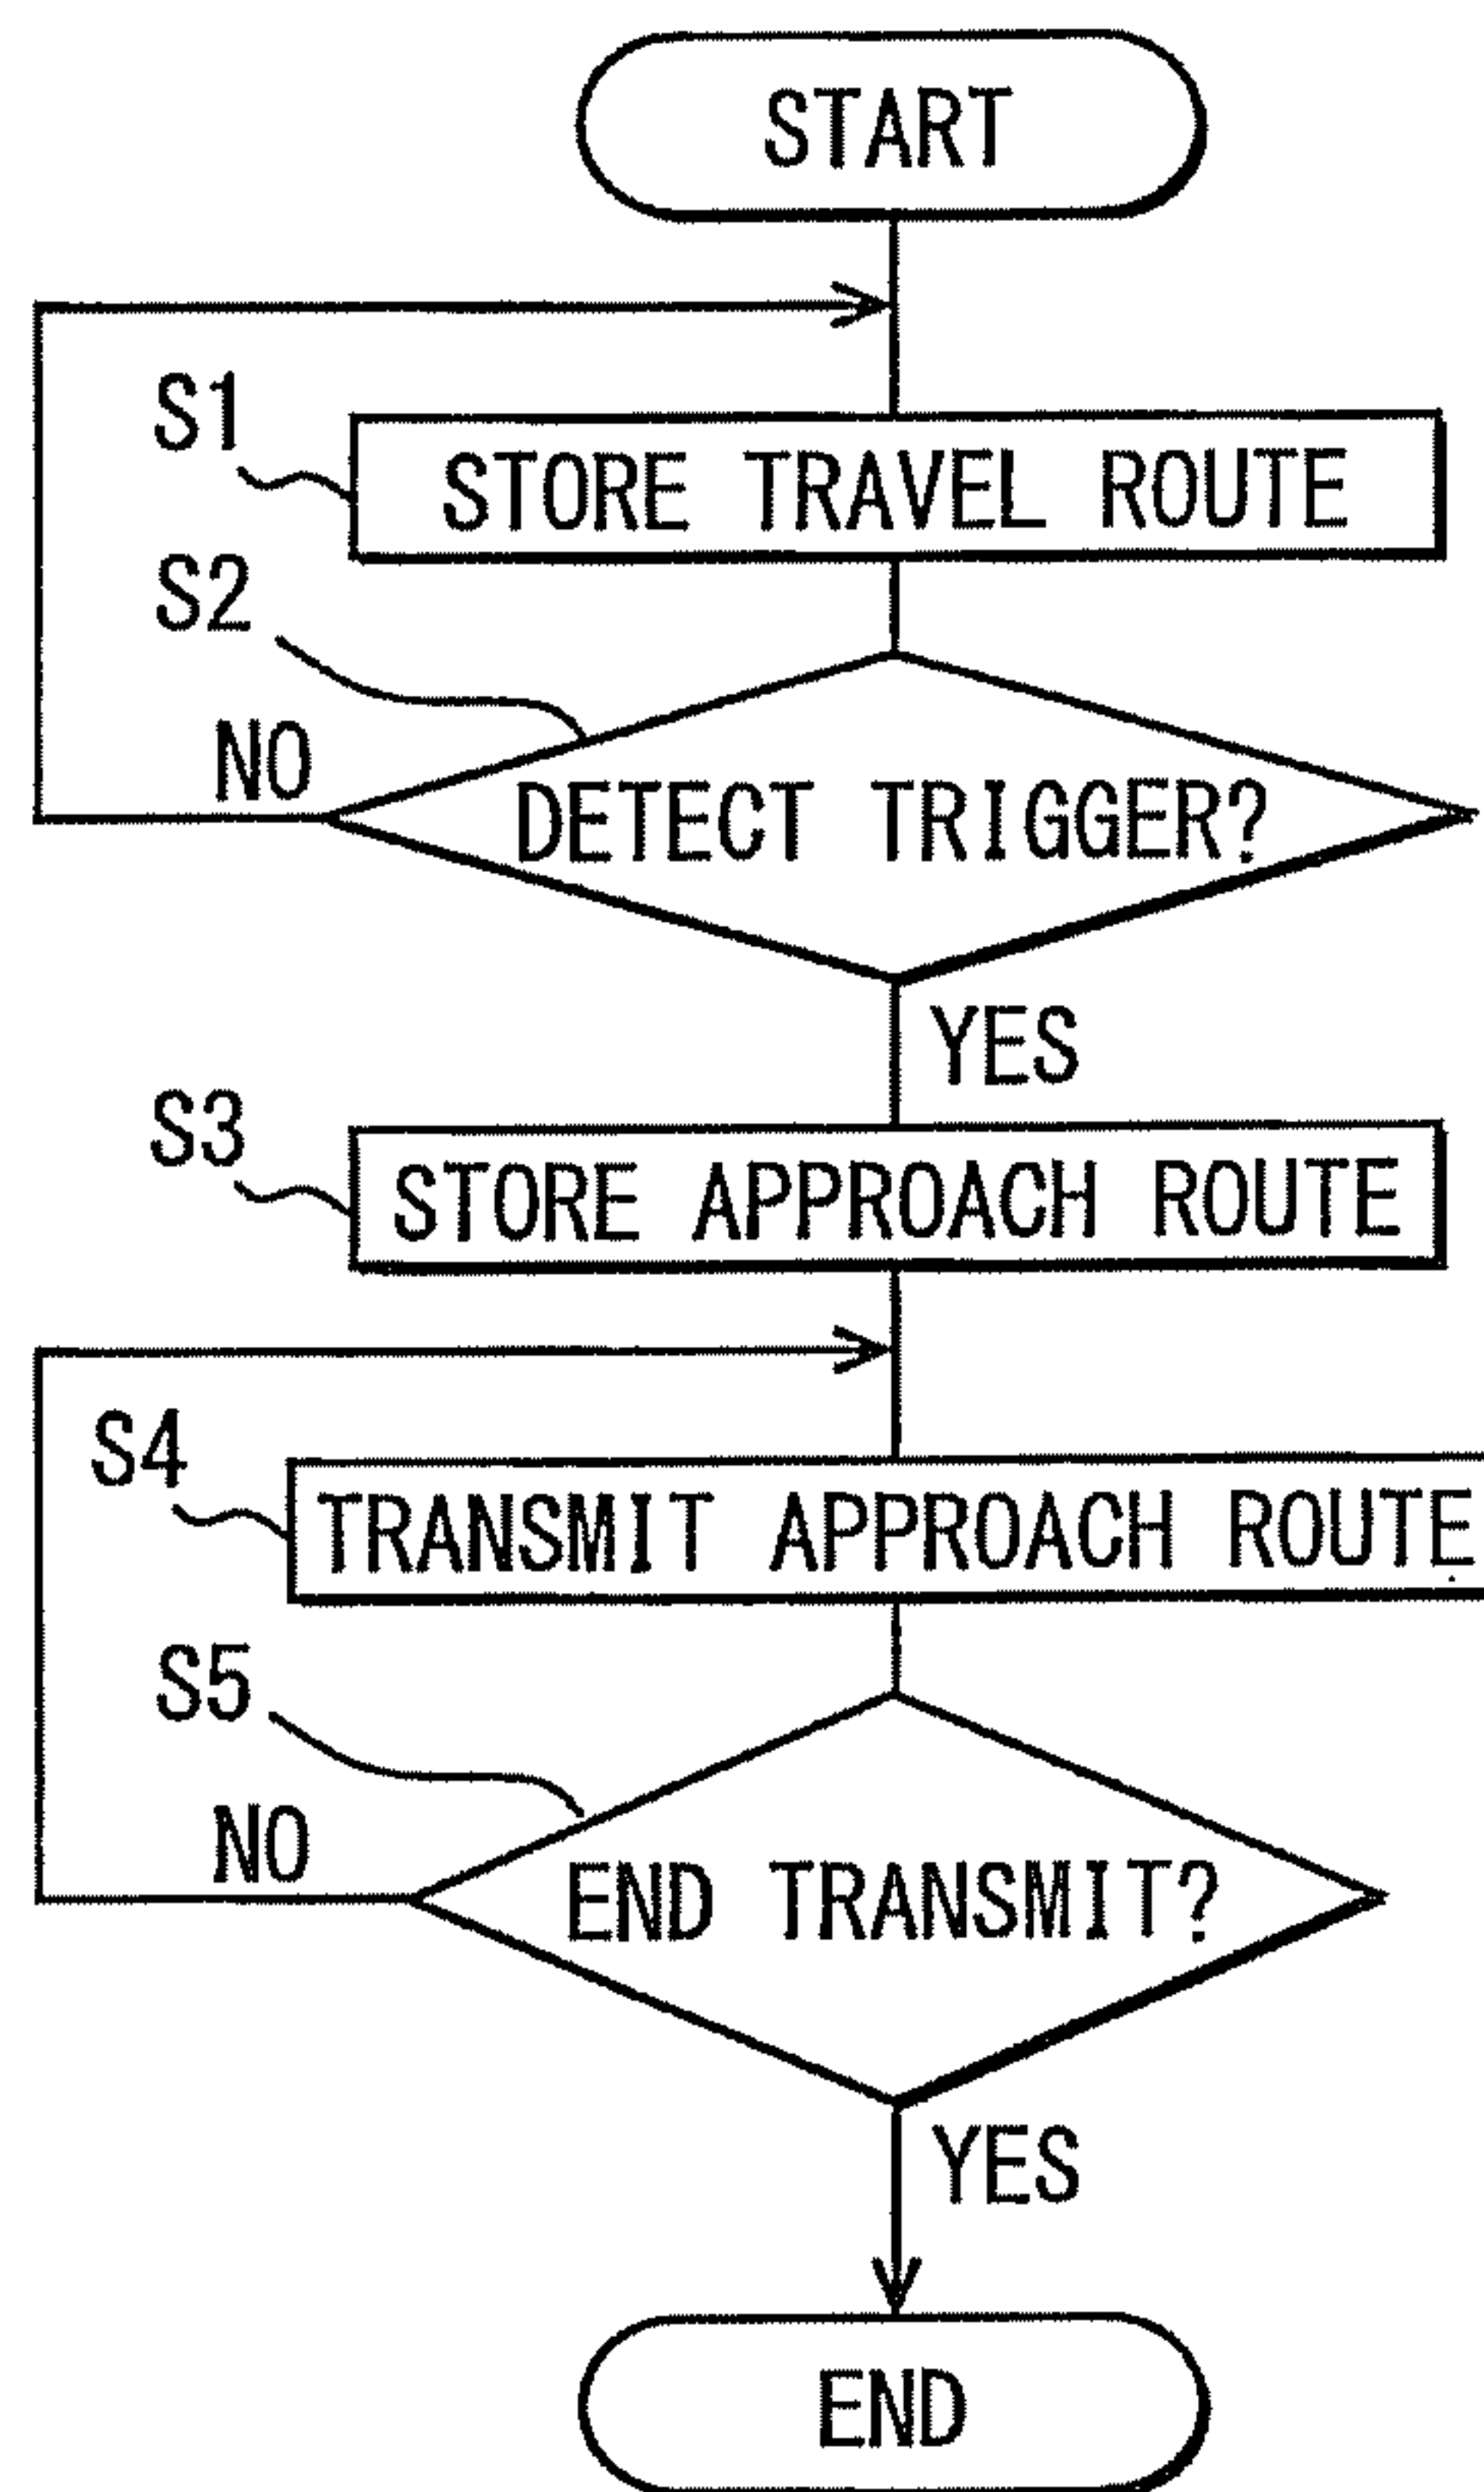 START
S1
STORE TRAVEL ROUTE
S2
NO
DETECT TRIGGER?
YES
S3
STORE APPROACH ROUTE
S4
TRANSMIT APPROACH ROUTE
S5
NO
END TRANSMIT?
YES
END